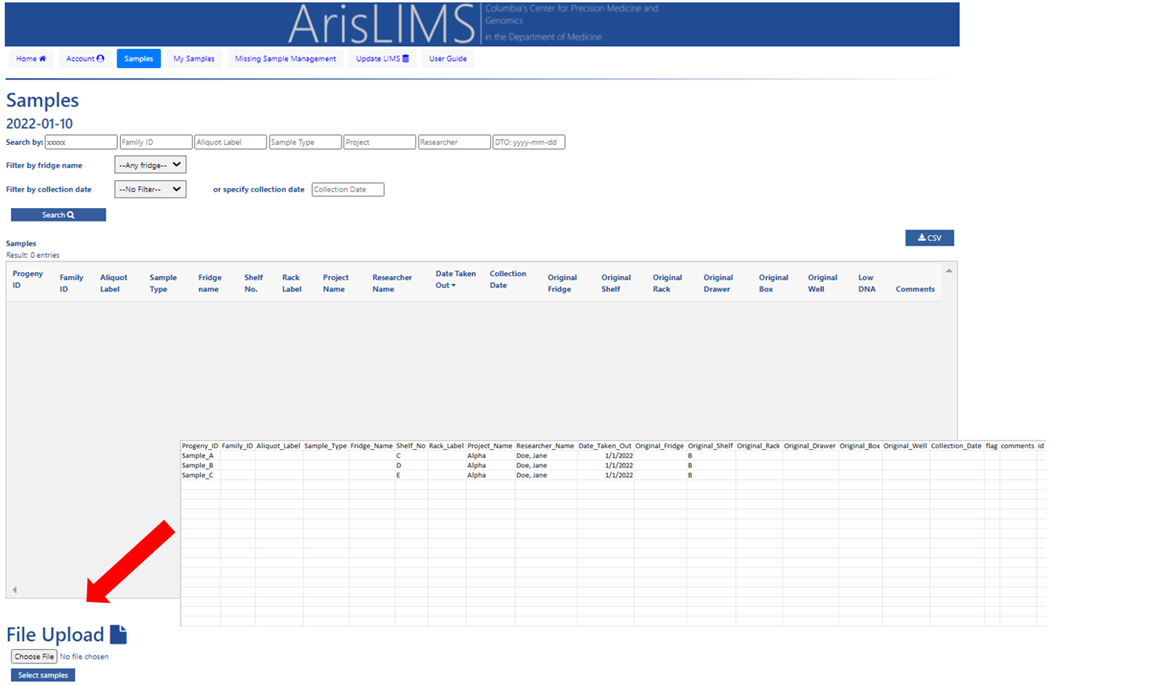 ArisLIMS
Columbia's Center for Precision Medicine and
Genomics
in the Department of Medicine
Home Account Samples My Samples Missing Sample Management Update LIMS User Guide
Samples
2022-01-10
Search by: xxxxx Family ID Aliquot Label Sample Type Project Researcher DTO: yyyy-mm-dd
Filter by fridge name --Any fridge--
Filter by collection date --No Filter-- or specify collection date Collection Date
Search
CSV
Samples
Result: 0 entries
Progeny ID Family ID Aliquot Label Sample Type Fridge name Shelf No. Rack Label Project Name Researcher Name Date Taken Out Collection Date Original Fridge Original Shelf Original Rack Original Drawer Original Box Original Well Low DNA Comments
Progeny_ID Family_ID Aliquot_Label Sample_Type Fridge_Name Shelf_No Rack_Label Project_Name Researcher_Name Date_Taken_Out Original_Fridge Original_Shelf Original_Rack Original_Drawer Original_Box Original_Well Collection_Date flag comments id
Sample_A C Alpha Doe, Jane 1/1/2022 B
Sample_B D Alpha Doe, Jane 1/1/2022 B
Sample_C E Alpha Doe, Jane 1/1/2022 B
File Upload
Choose File No file chosen
Select samples